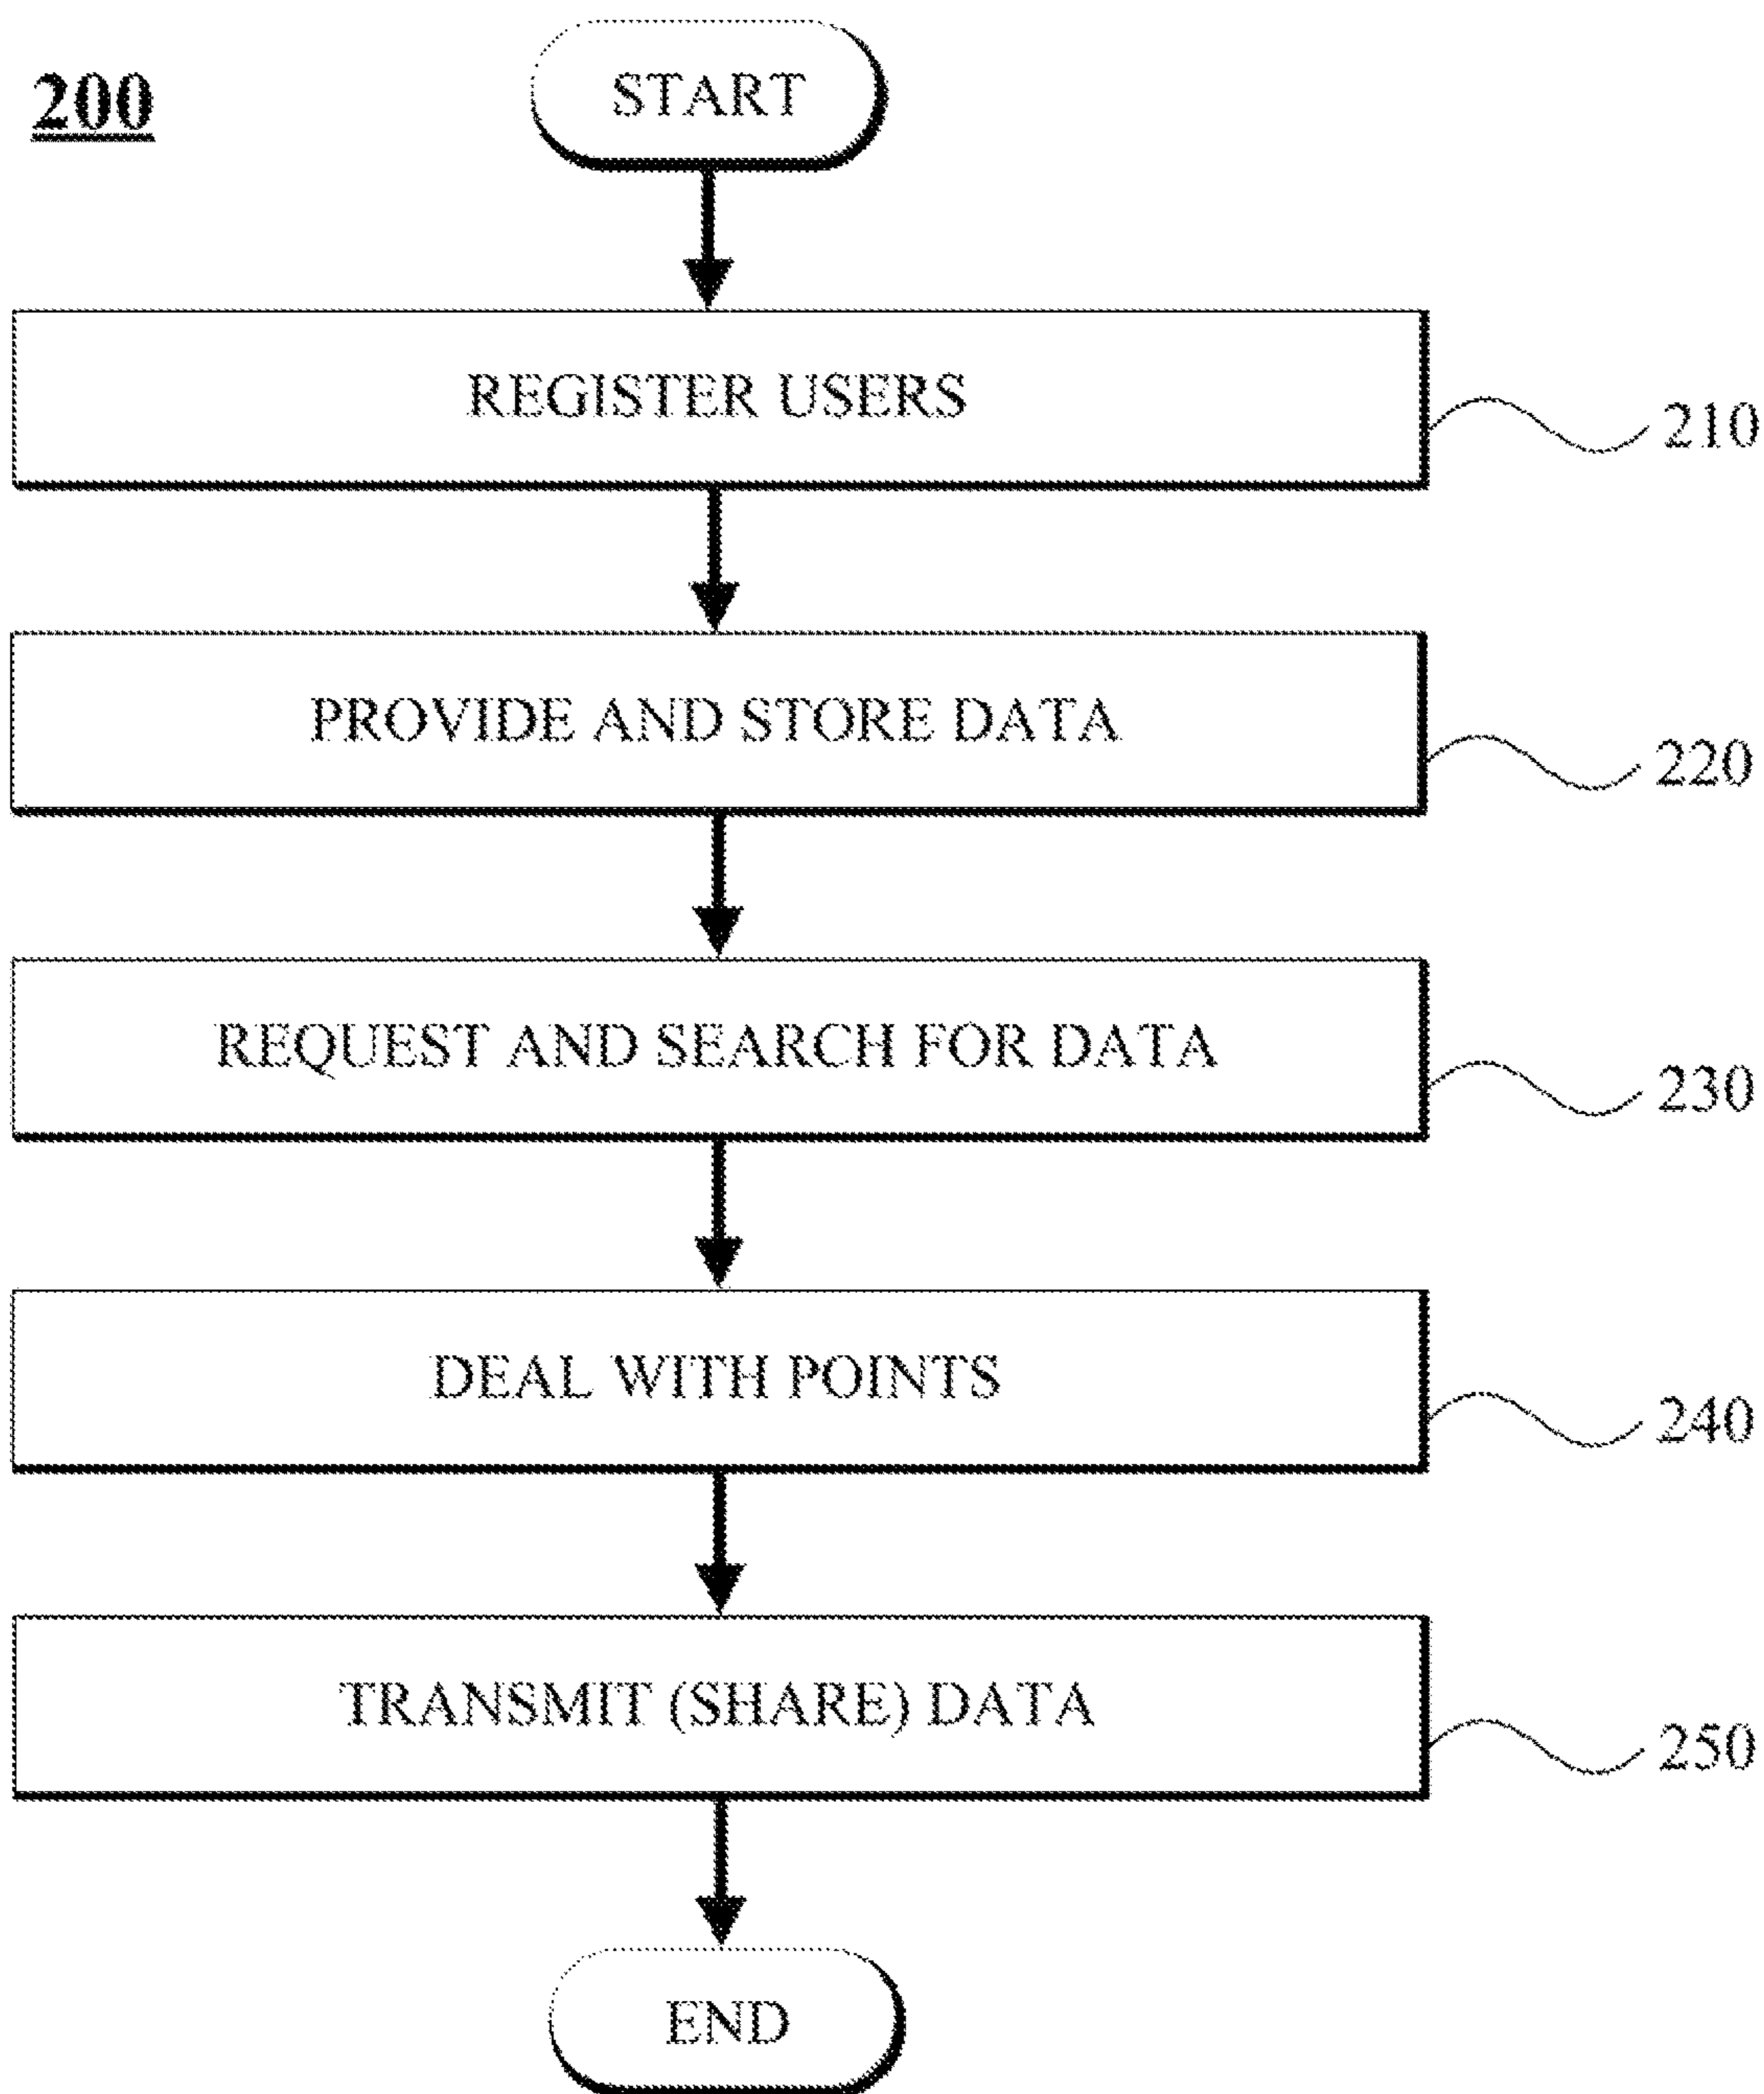 200
START
REGISTER USERS
210
PROVIDE AND STORE DATA
220
REQUEST AND SEARCH FOR DATA
230
DEAL WITH POINTS
240
TRANSMIT (SHARE) DATA
250
END